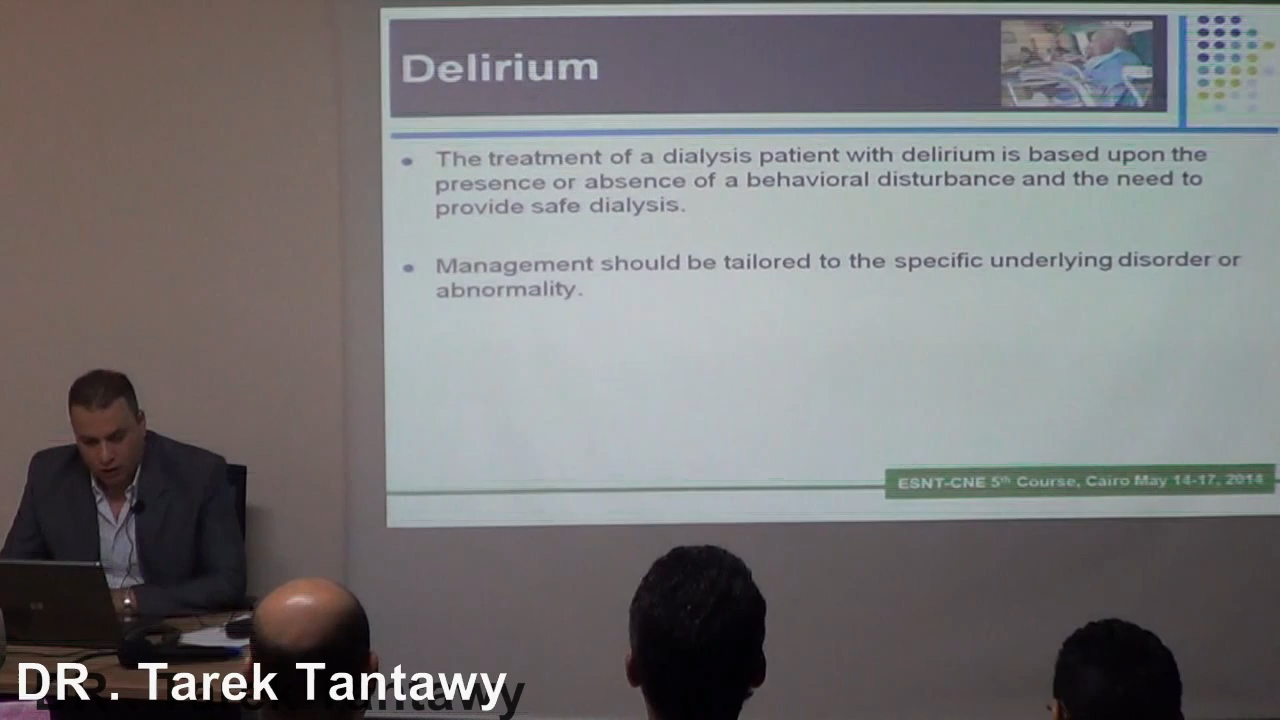 Delirium
The treatment of a dialysis patient with delirium is based upon the
presence or absence of a behavioral disturbance and the need to
provide safe dialysis.
Management should be tailored to the specific underlying disorder or
abnormality.
ESNT-CNE 5th Course, Cairo May 14-17, 2014
DR. Tarek Tantawy